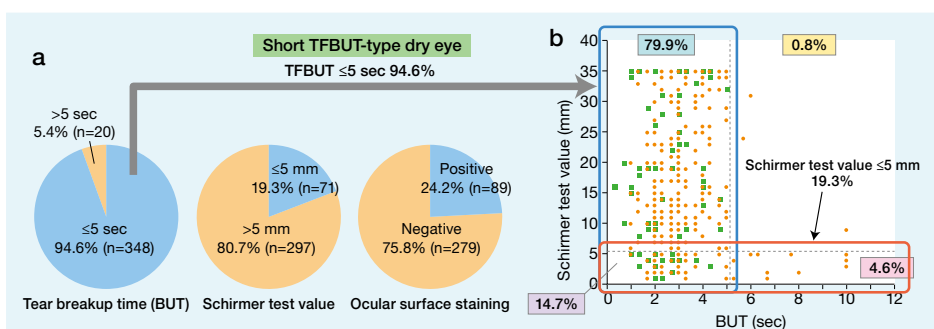 a
Short TFBUT-type dry eye
TFBUT ≤5 sec 94.6%
>5 sec
5.4% (n=20)
≤5 sec
94.6% (n=348)
Tear breakup time (BUT)
≤5 mm
19.3% (n=71)
>5 mm
80.7% (n=297)
Schirmer test value
Positive
24.2% (n=89)
Negative
75.8% (n=279)
Ocular surface staining
b
79.9%
0.8%
Schirmer test value (mm)
40
35
30
25
20
15
10
5
0
Schirmer test value ≤5 mm
19.3%
4.6%
14.7%
0
2
4
6
8
10
12
BUT (sec)